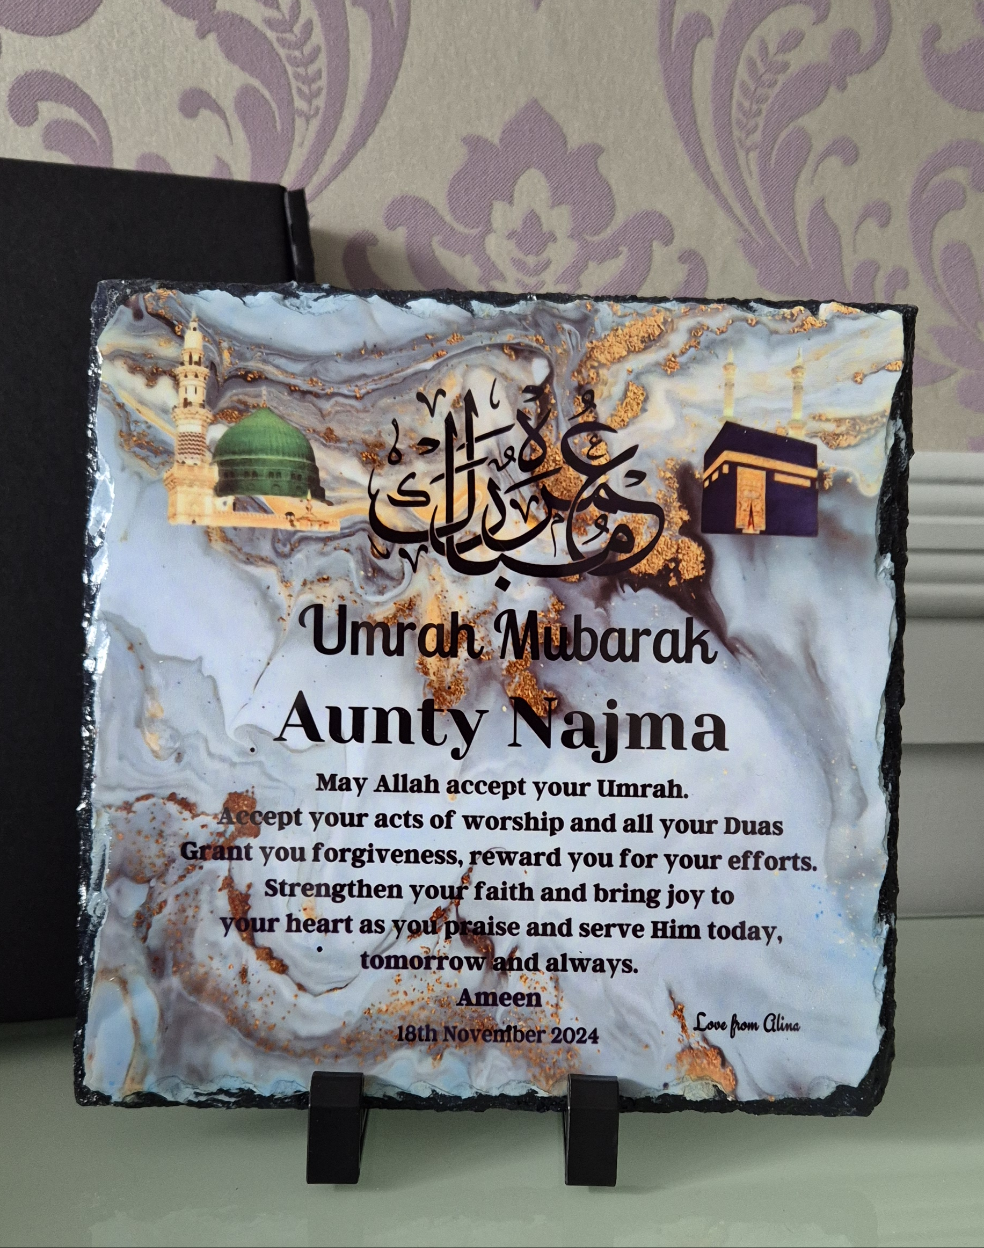 عمرة مباركة
Umrah Mubarak
Aunty Najma
May Allah accept your Umrah.
Accept your acts of worship and all your Duas
Grant you forgiveness, reward you for your efforts.
Strengthen your faith and bring joy to
your heart as you praise and serve Him today,
tomorrow and always.
Ameen
18th November 2024
Love from Alina